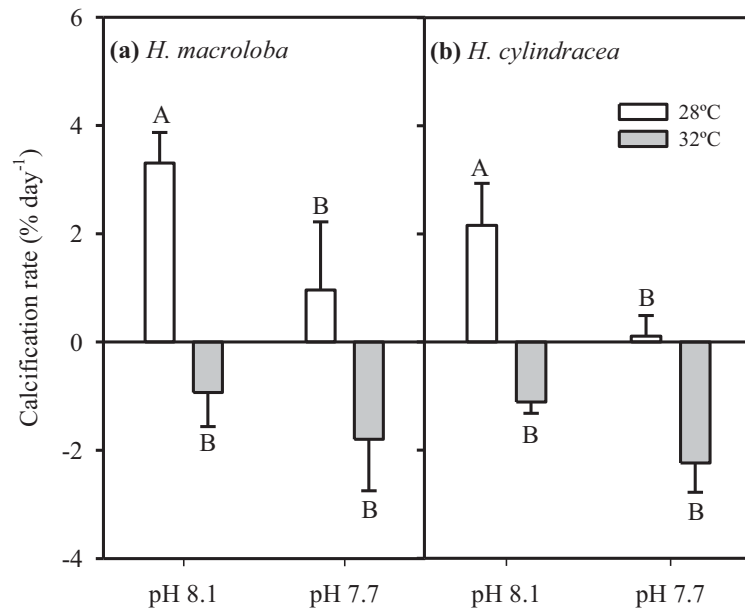 6
(a) H. macroloba
(b) H. cylindracea
28ºC
32ºC
4
A
A
B
2
B
0
Calcification rate (% day-1)
B
B
-2
B
B
-4
pH 8.1
pH 7.7
pH 8.1
pH 7.7